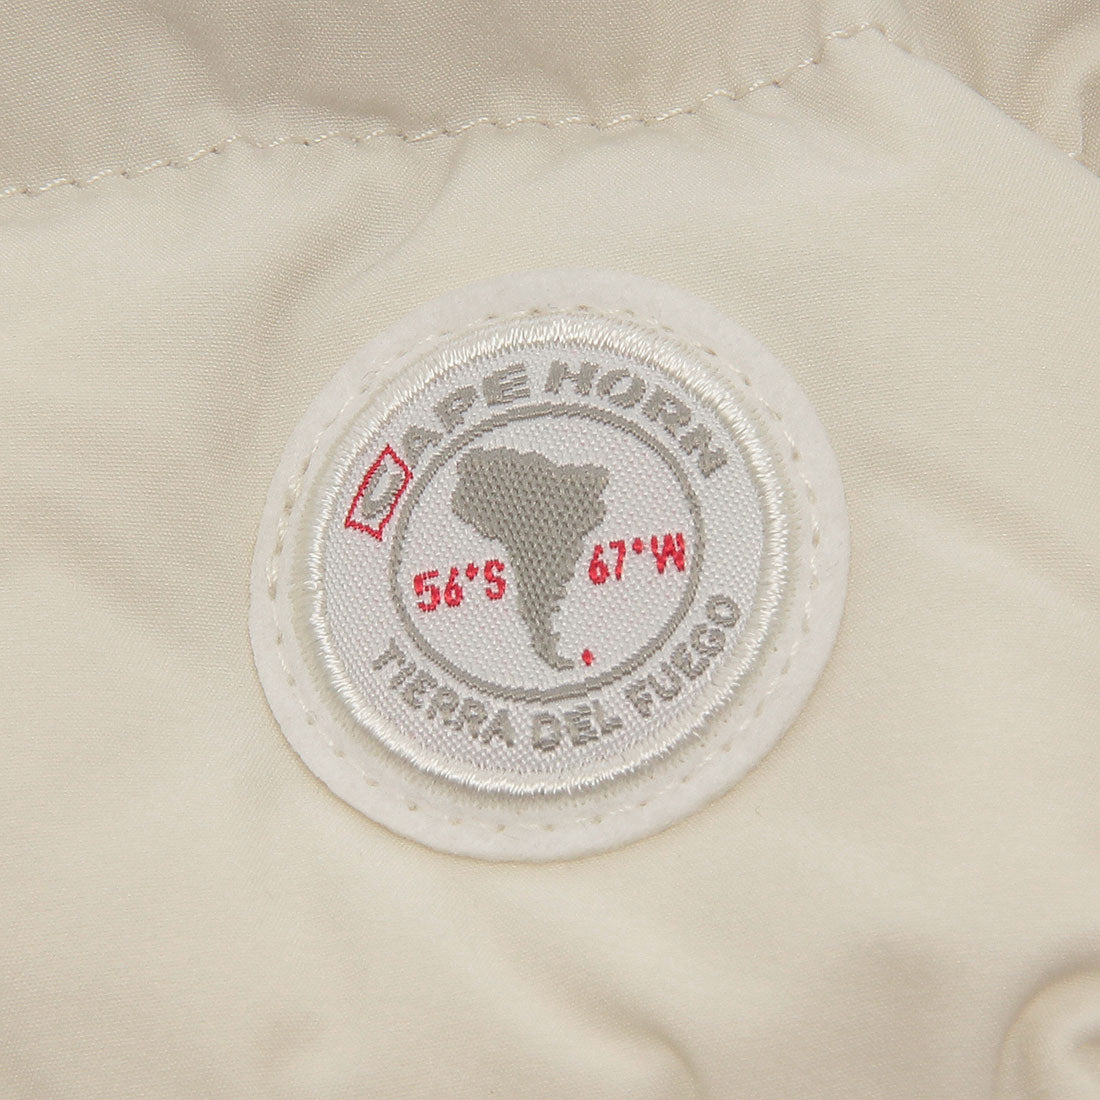 CAPE HORN
56°S
67°W
TIERRA DEL FUEGO